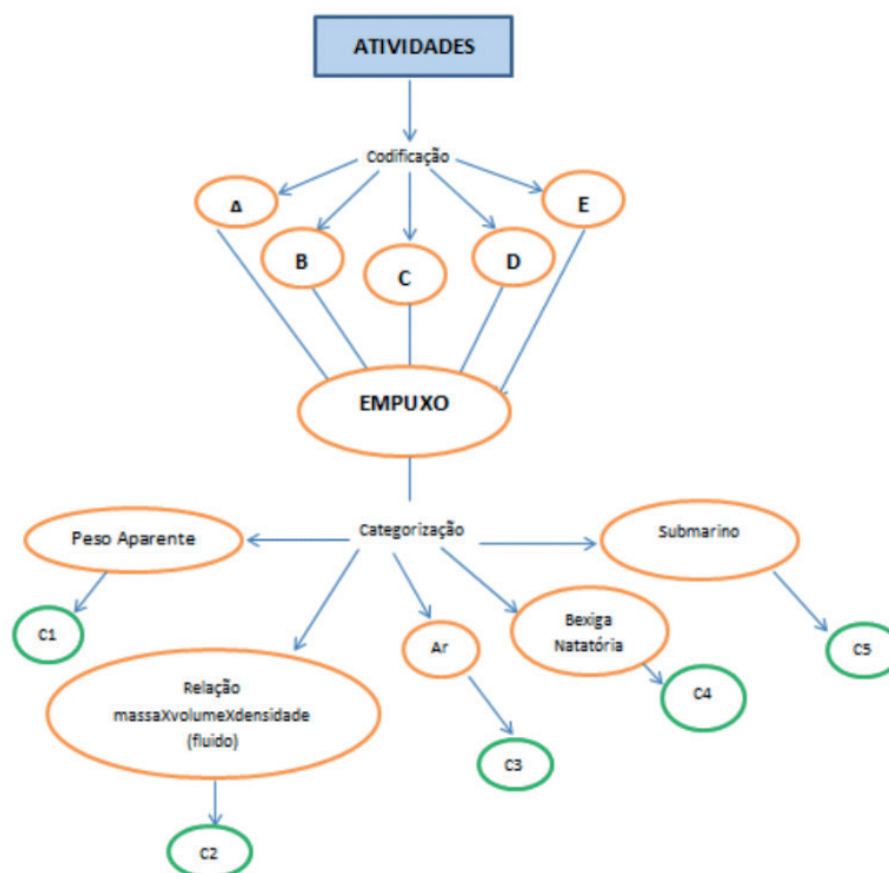 ATIVIDADES
Codificação
A
B
C
D
E
EMPUXO
Categorização
Peso Aparente
Submarino
C1
Relação
massaXvolumeXdensidade
(fluido)
Ar
Bexiga
Natatória
C5
C4
C3
C2